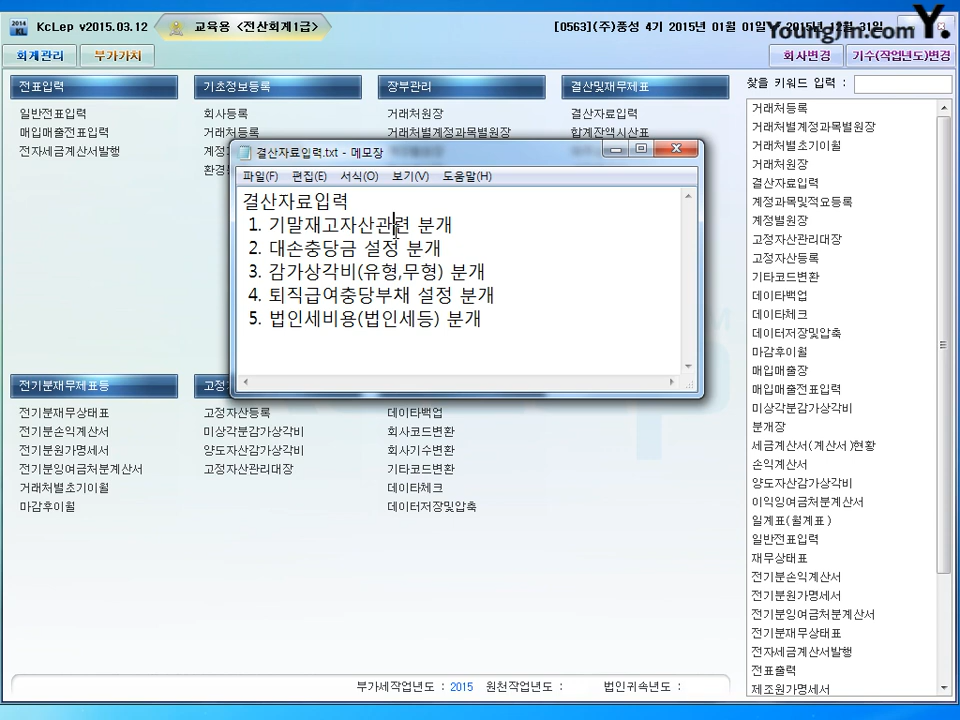 KcLep v2015.03.12
교육용 <전산회계1급>
[0563](주)풍성 4기 2015년 01월 01일
2015년 12월 31일
Younglim.com Y.
회계관리
부가가치
회사변경
기수(작업년도)변경
전표입력
일반전표입력
매입매출전표입력
전자세금계산서발행
기초정보등록
회사등록
거래처등록
장부관리
거래처원장
거래처별계정과목별원장
결산및재무제표
결산자료입력
합계잔액시산표
결산자료입력.txt - 메모장
파일(F) 편집(E) 서식(O) 보기(V) 도움말(H)
결산자료입력
1. 기말재고자산관련 분개
2. 대손충당금 설정 분개
3. 감가상각비(유형,무형) 분개
4. 퇴직급여충당부채 설정 분개
5. 법인세비용(법인세등) 분개
전기분재무제표등
전기분재무상태표
전기분손익계산서
전기분원가명세서
전기분잉여금처분계산서
거래처별초기이월
마감후이월
고정자산등록
미상각분감가상각비
양도자산감가상각비
고정자산관리대장
데이타백업
회사코드변환
회사기수변환
기타코드변환
데이타체크
데이터저장및압축
찾을 키워드 입력 :
거래처등록
거래처별계정과목별원장
거래처별초기이월
거래처원장
결산자료입력
계정과목및적요등록
계정별원장
고정자산관리대장
고정자산등록
기타코드변환
데이타백업
데이타체크
데이터저장및압축
마감후이월
매입매출장
매입매출전표입력
미상각분감가상각비
분개장
세금계산서(계산서)현황
손익계산서
양도자산감가상각비
이익잉여금처분계산서
일계표(월계표)
일반전표입력
재무상태표
전기분손익계산서
전기분원가명세서
전기분잉여금처분계산서
전기분재무상태표
전자세금계산서발행
전표출력
제조원가명세서
부가세작업년도 : 2015 원천작업년도 : 법인귀속년도 :